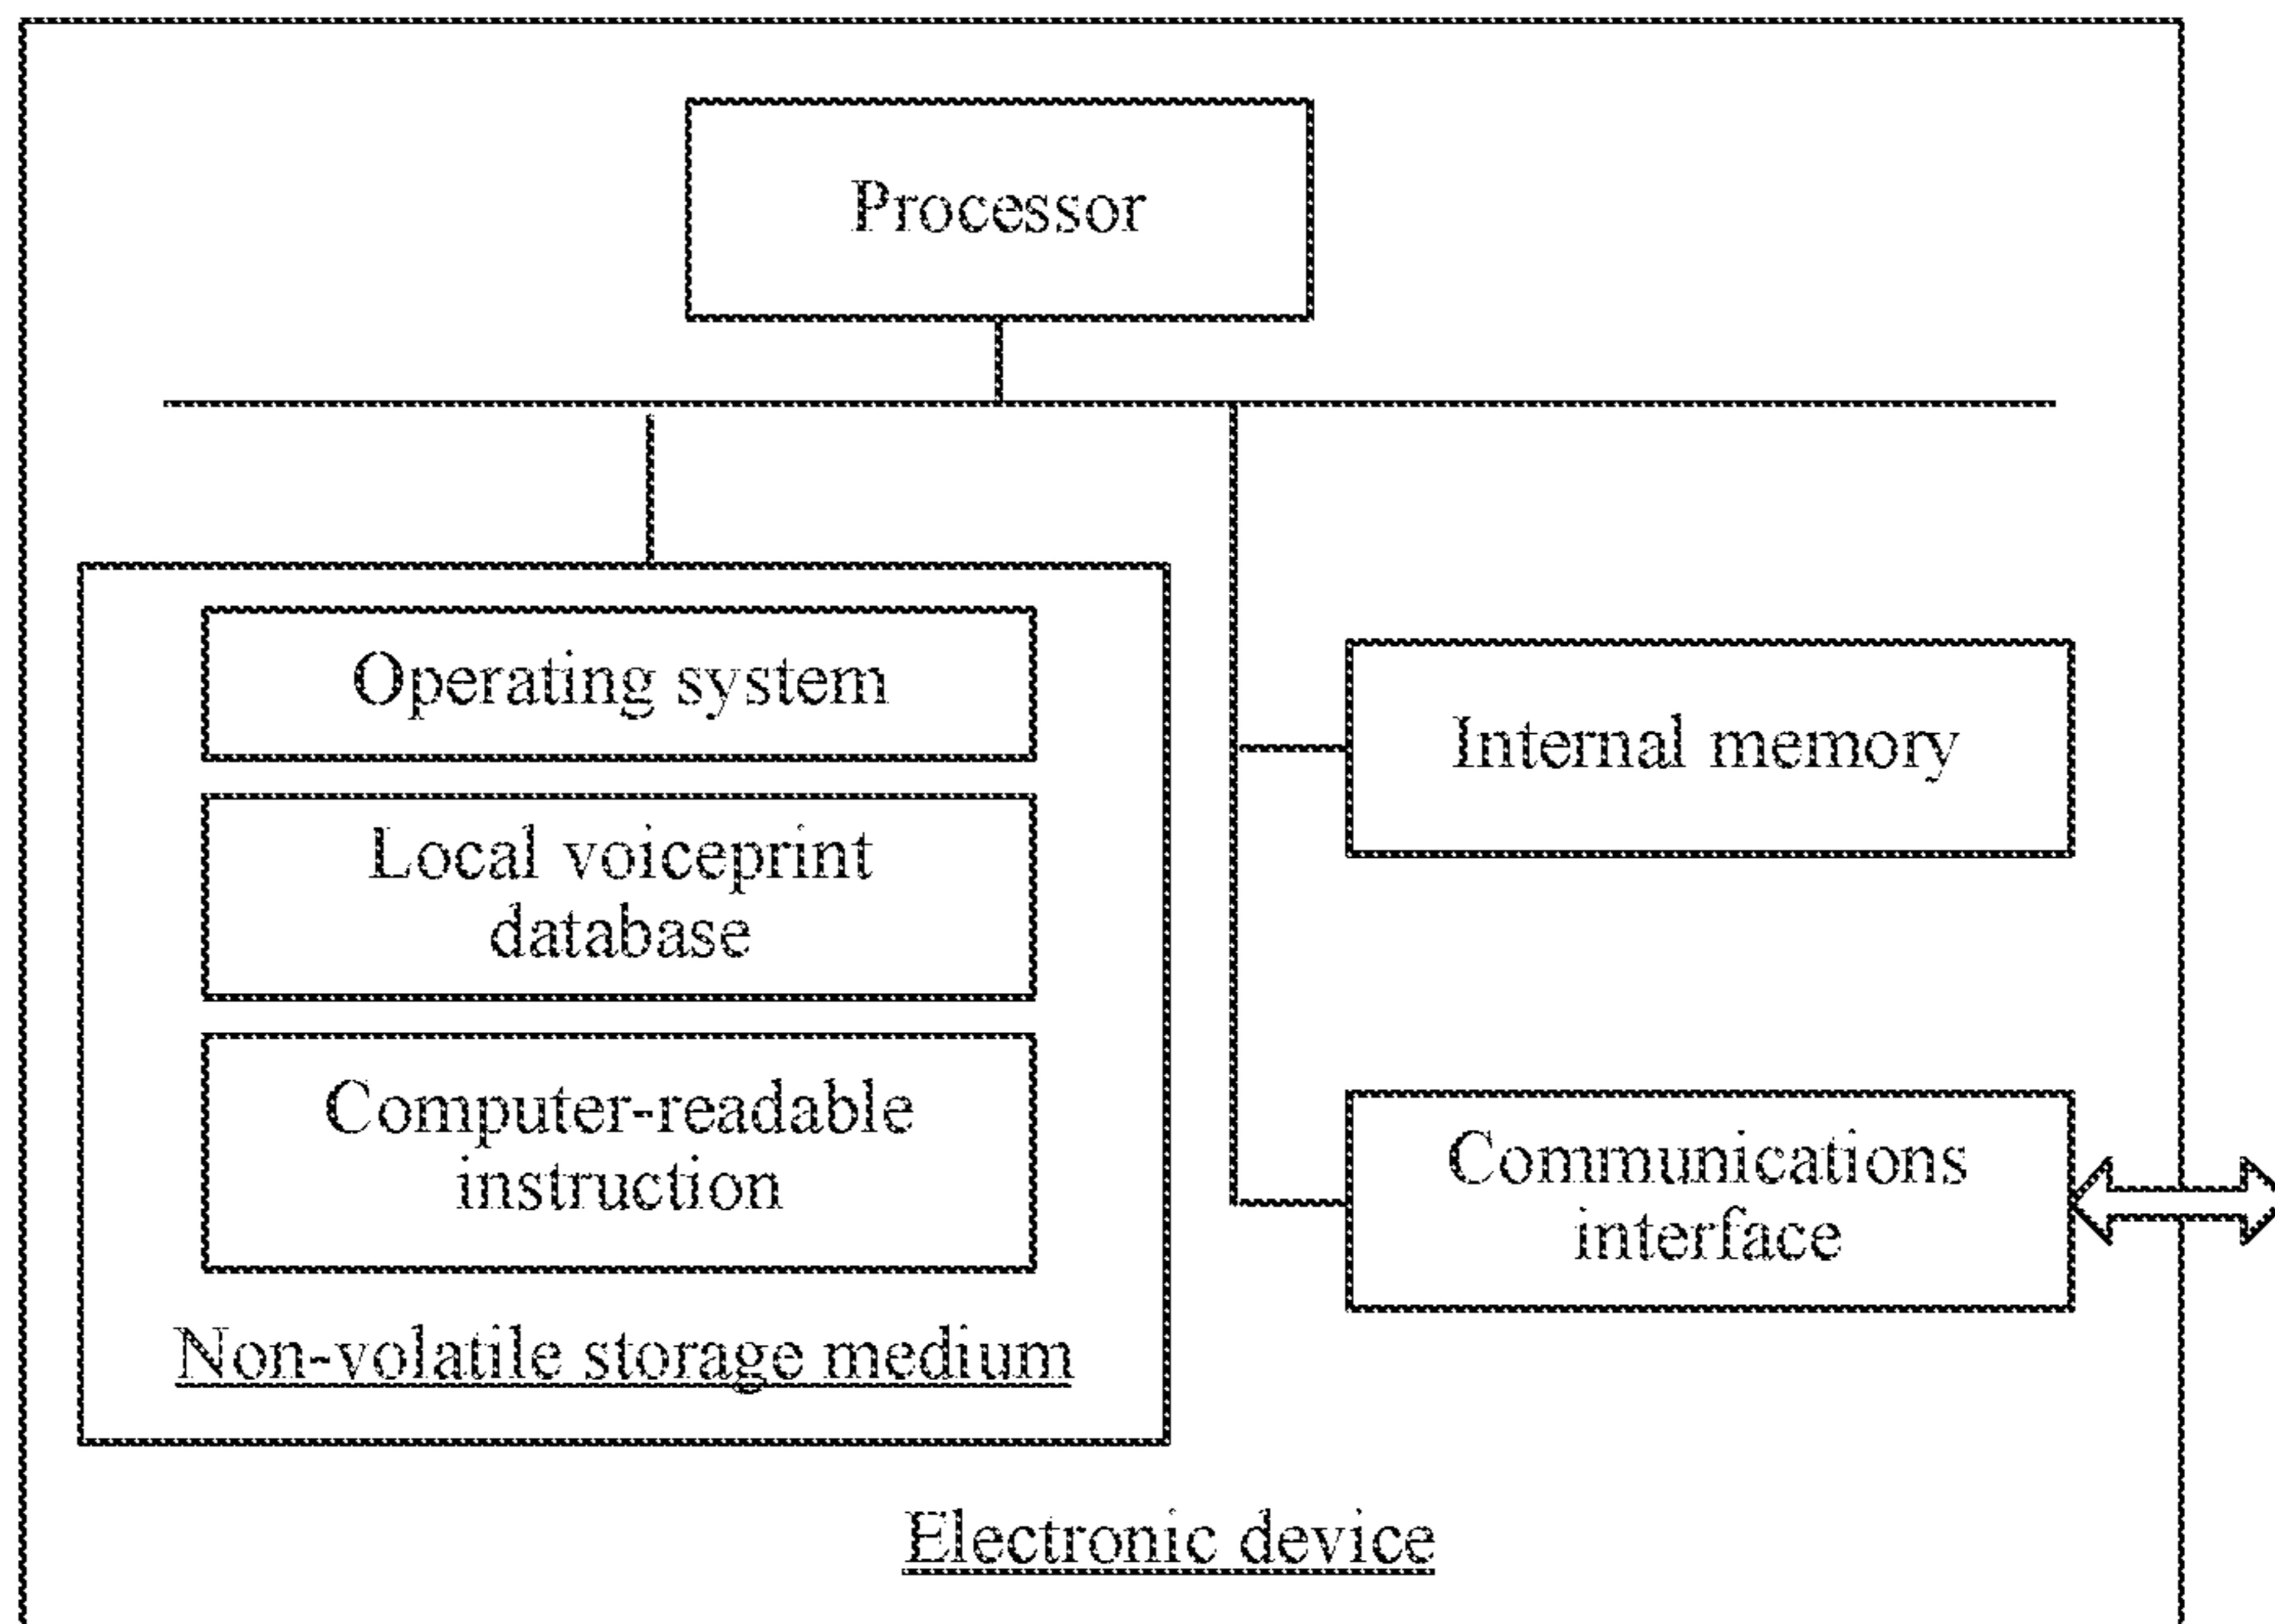 Processor
Operating system
Local voiceprint
database
Computer-readable
instruction
Non-volatile storage medium
Internal memory
Communications
interface
Electronic device